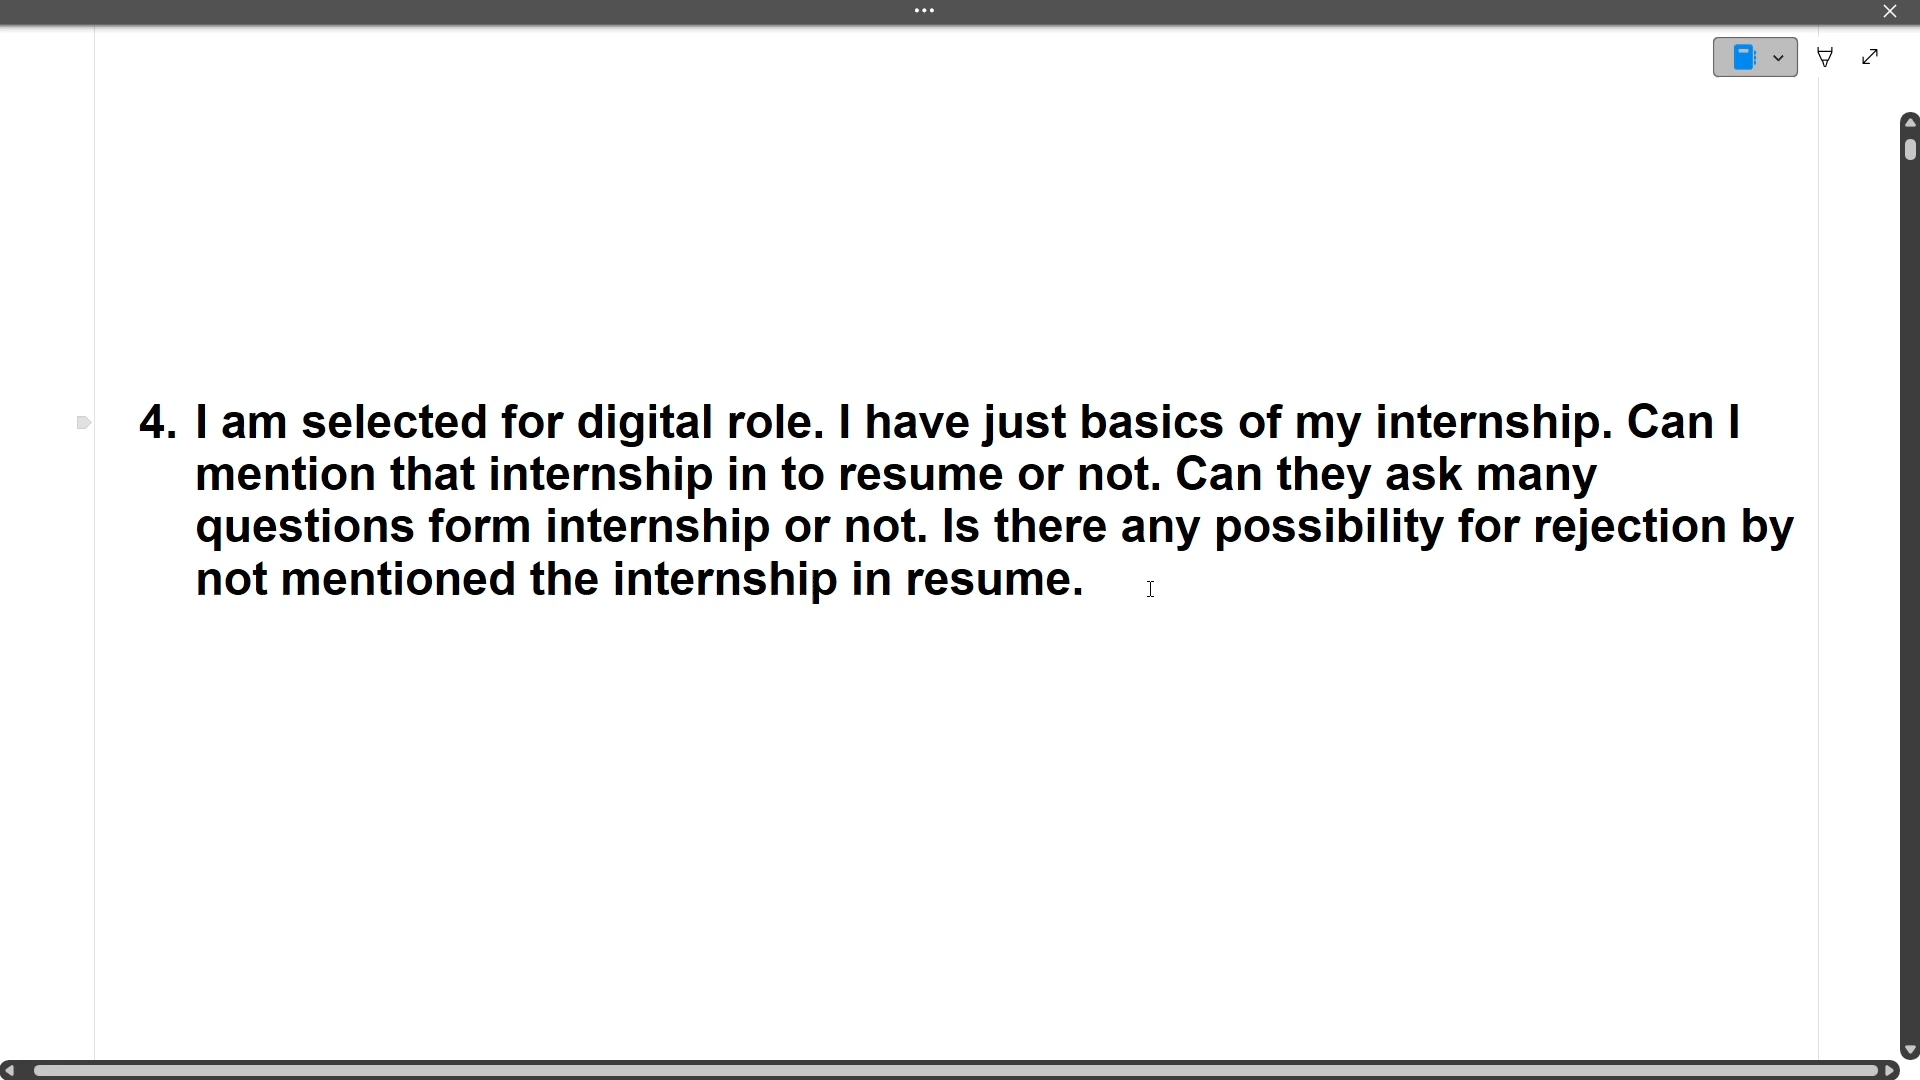 4. I am selected for digital role. I have just basics of my internship. Can I
mention that internship in to resume or not. Can they ask many
questions form internship or not. Is there any possibility for rejection by
not mentioned the internship in resume.